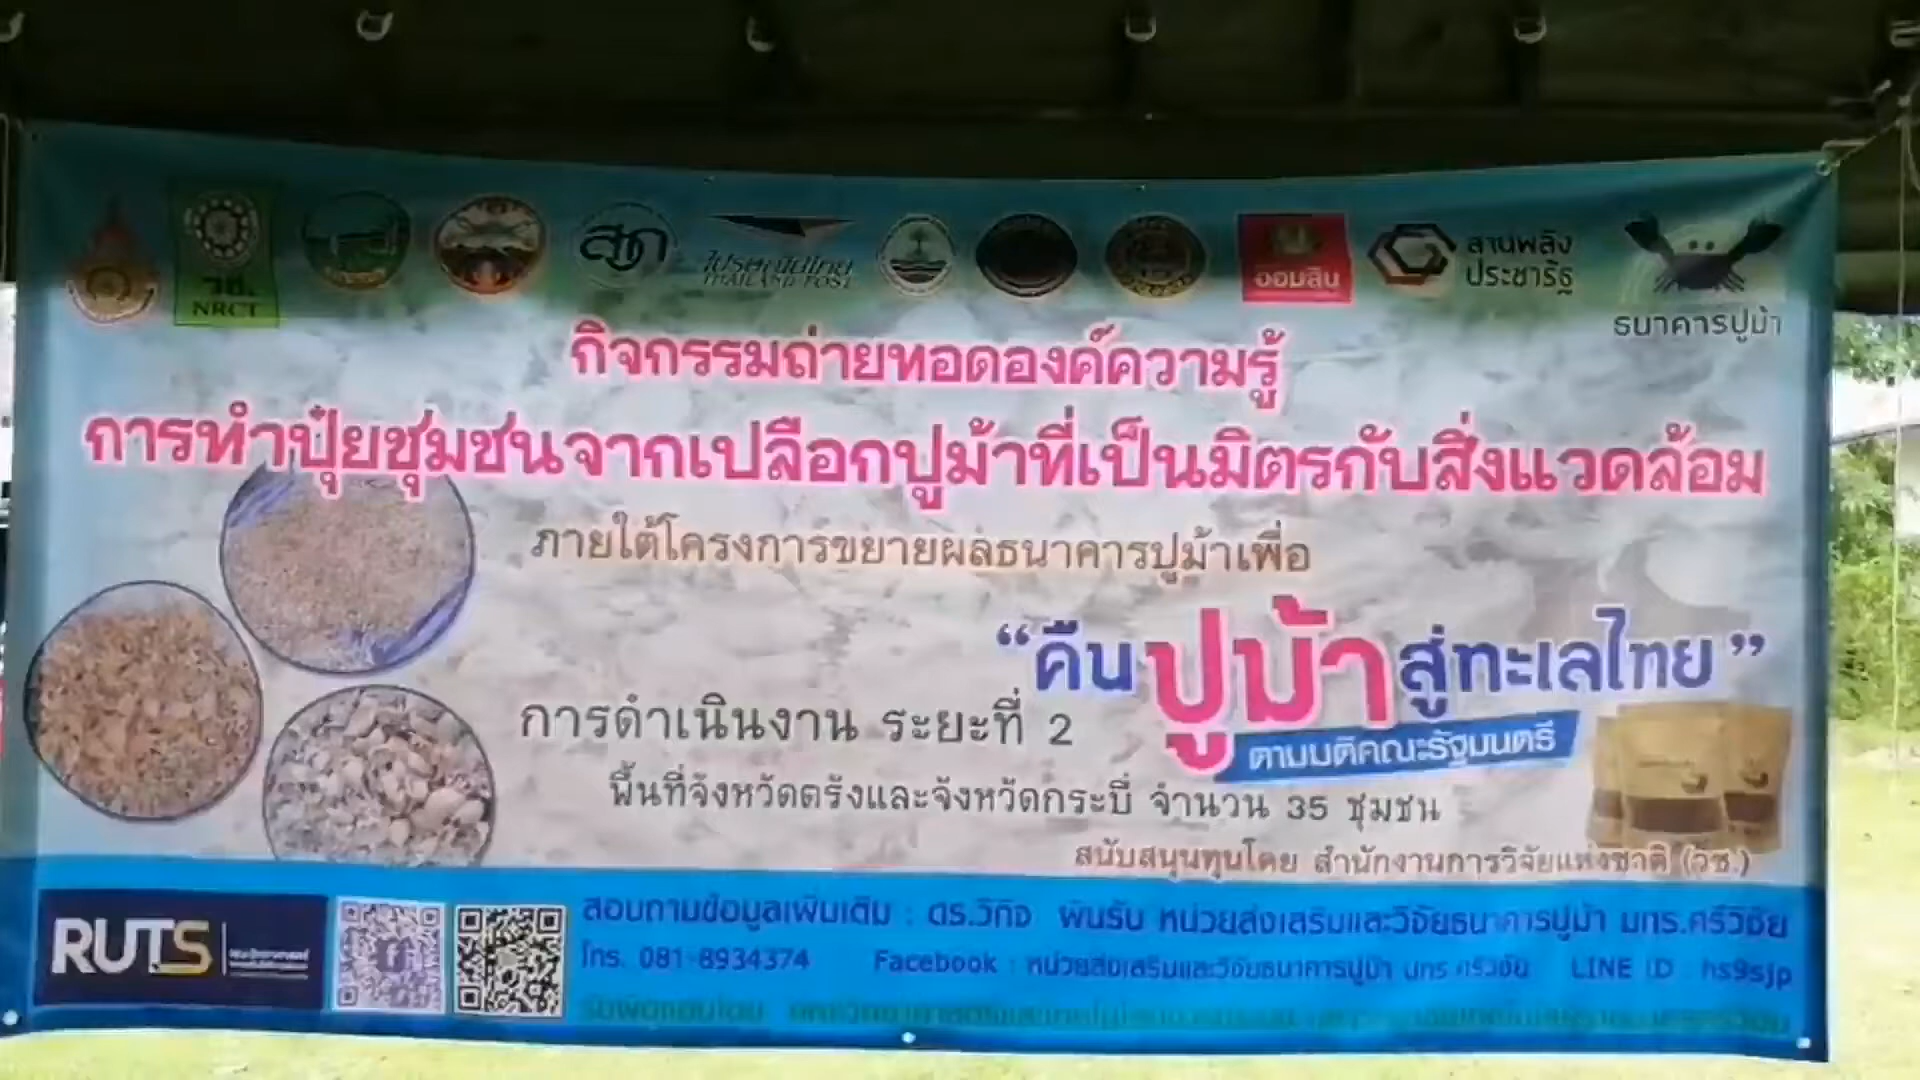 วช.
NRCT
สทภ
ไปรษณีย์ไทย
THAILAND POST
ออมสิน
สานพลัง
ประชารัฐ
ธนาคารปูม้า
กิจกรรมถ่ายทอดองค์ความรู้
การทำปุ๋ยชุมชนจากเปลือกปูม้าที่เป็นมิตรกับสิ่งแวดล้อม
ภายใต้โครงการขยายผลธนาคารปูม้าเพื่อ
“คืนปูม้าสู่ทะเลไทย”
ตามมติคณะรัฐมนตรี
การดำเนินงาน ระยะที่ 2
พื้นที่จังหวัดตรังและจังหวัดกระบี่ จำนวน 35 ชุมชน
สนับสนุนทุนโดย สำนักงานการวิจัยแห่งชาติ (วช.)
RUTS
สอบถามข้อมูลเพิ่มเติม : ดร.วิกิจ ผินรับ หน่วยส่งเสริมและวิจัยธนาคารปูม้า มทร.ศรีวิชัย
โทร. 081-8934374 Facebook : หน่วยส่งเสริมและวิจัยธนาคารปูม้า มทร.ศรีวิชัย LINE ID : hs9sjp
รับผิดชอบโดย